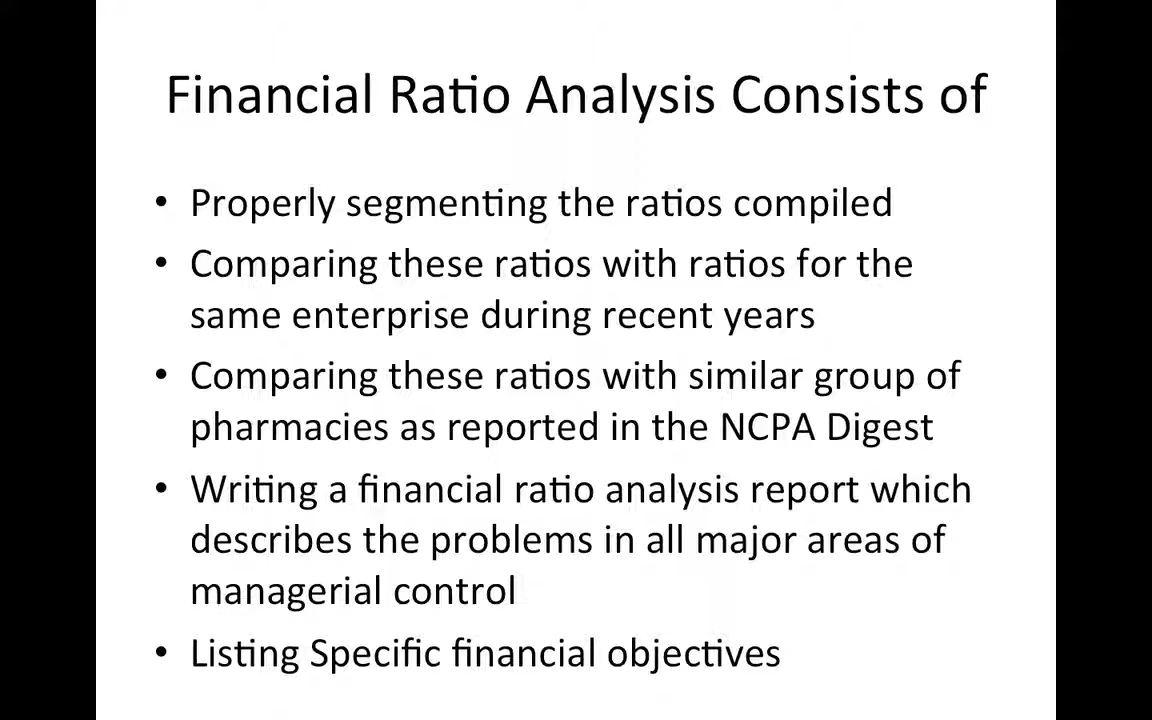 Financial Ratio Analysis Consists of
• Properly segmenting the ratios compiled
• Comparing these ratios with ratios for the
same enterprise during recent years
• Comparing these ratios with similar group of
pharmacies as reported in the NCPA Digest
• Writing a financial ratio analysis report which
describes the problems in all major areas of
managerial control
• Listing Specific financial objectives